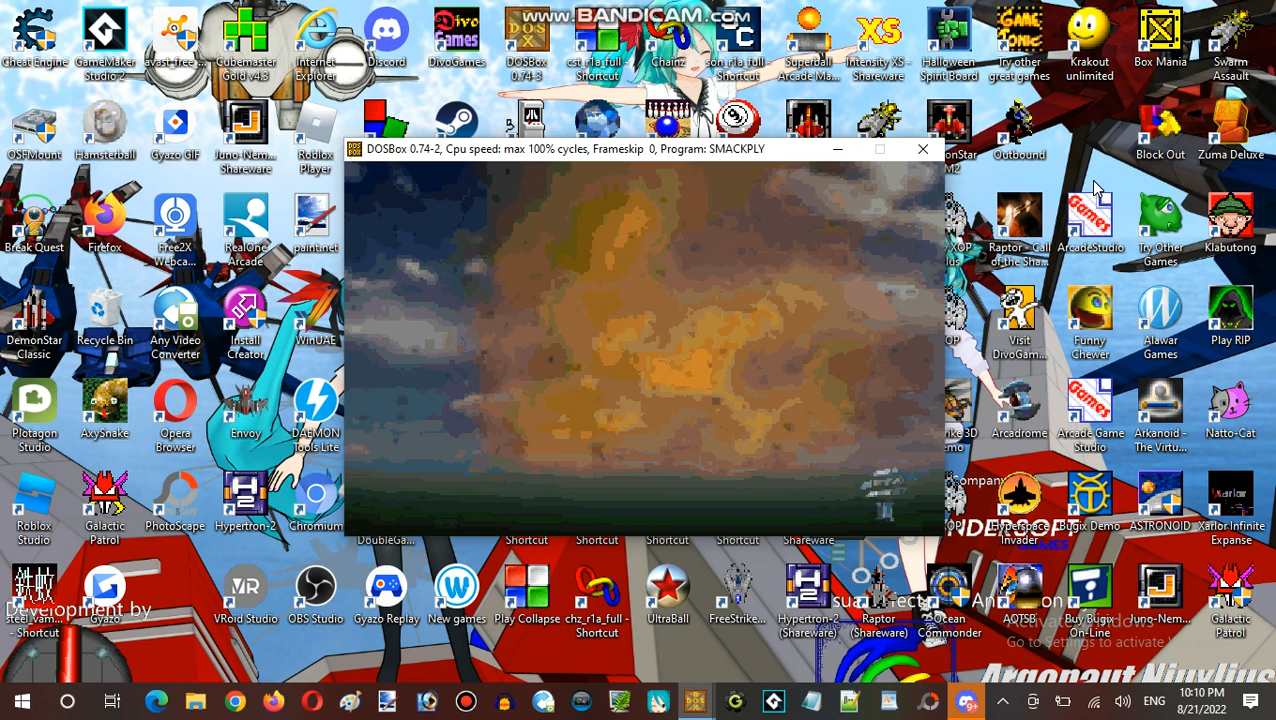 www.BANDICAM.com
Cheat Engine
GameMaker Studio 2
avast_free_...
Cubemaster Gold v4.3
Internet Explorer
Discord
DivoGames
DOSBox 0.74-3
cst_r1a_full - Shortcut
Chainz
son_r1a_full - Shortcut
Superball Arcade Ma...
Intensity XS - Shareware
Halloween Spirit Board
Try other great games
Krakout unlimited
Box Mania
Swarm Assault
OSFMount
Hamsterball
Gyazo GIF
Juno-Nem... Shareware
Roblox Player
DOSBox 0.74-2, Cpu speed: max 100% cycles, Frameskip 0, Program: SMACKPLY
Outbound
Block Out
Zuma Deluxe
Break Quest
Firefox
Free2X Webca...
RealOne Arcade
paint.net
Raptor - Call of the Sha...
ArcadeStudio
Try Other Games
Klabutong
DemonStar Classic
Recycle Bin
Any Video Converter
Install Creator
WinUAE
Visit DivoGam...
Funny Chewer
Alawar Games
Play RIP
Plotagon Studio
AxySnake
Opera Browser
Envoy
DAEMON Tools Lite
Arcadrome
Arcade Game Studio
Arkanoid - The Virtu...
Natto-Cat
Roblox Studio
Galactic Patrol
PhotoScape
Hypertron-2
Chromium
DoubleGa...
Shortcut
Shortcut
Shortcut
Shortcut
Shareware
Hyperspace Invader
Bugix Demo
ASTRONOID
Xarlor Infinite Expanse
Development by
Gyazo
VRoid Studio
OBS Studio
Gyazo Replay
New games
Play Collapse
chz_r1a_full - Shortcut
UltraBall
FreeStrike...
Hypertron-2 (Shareware)
Raptor (Shareware)
Ocean Commonder
AOTSB
Buy Bugix On-Line
Juno-Nem...
Galactic Patrol
Activate Windows
Go to Settings to activate
ENG
10:10 PM
8/21/2022